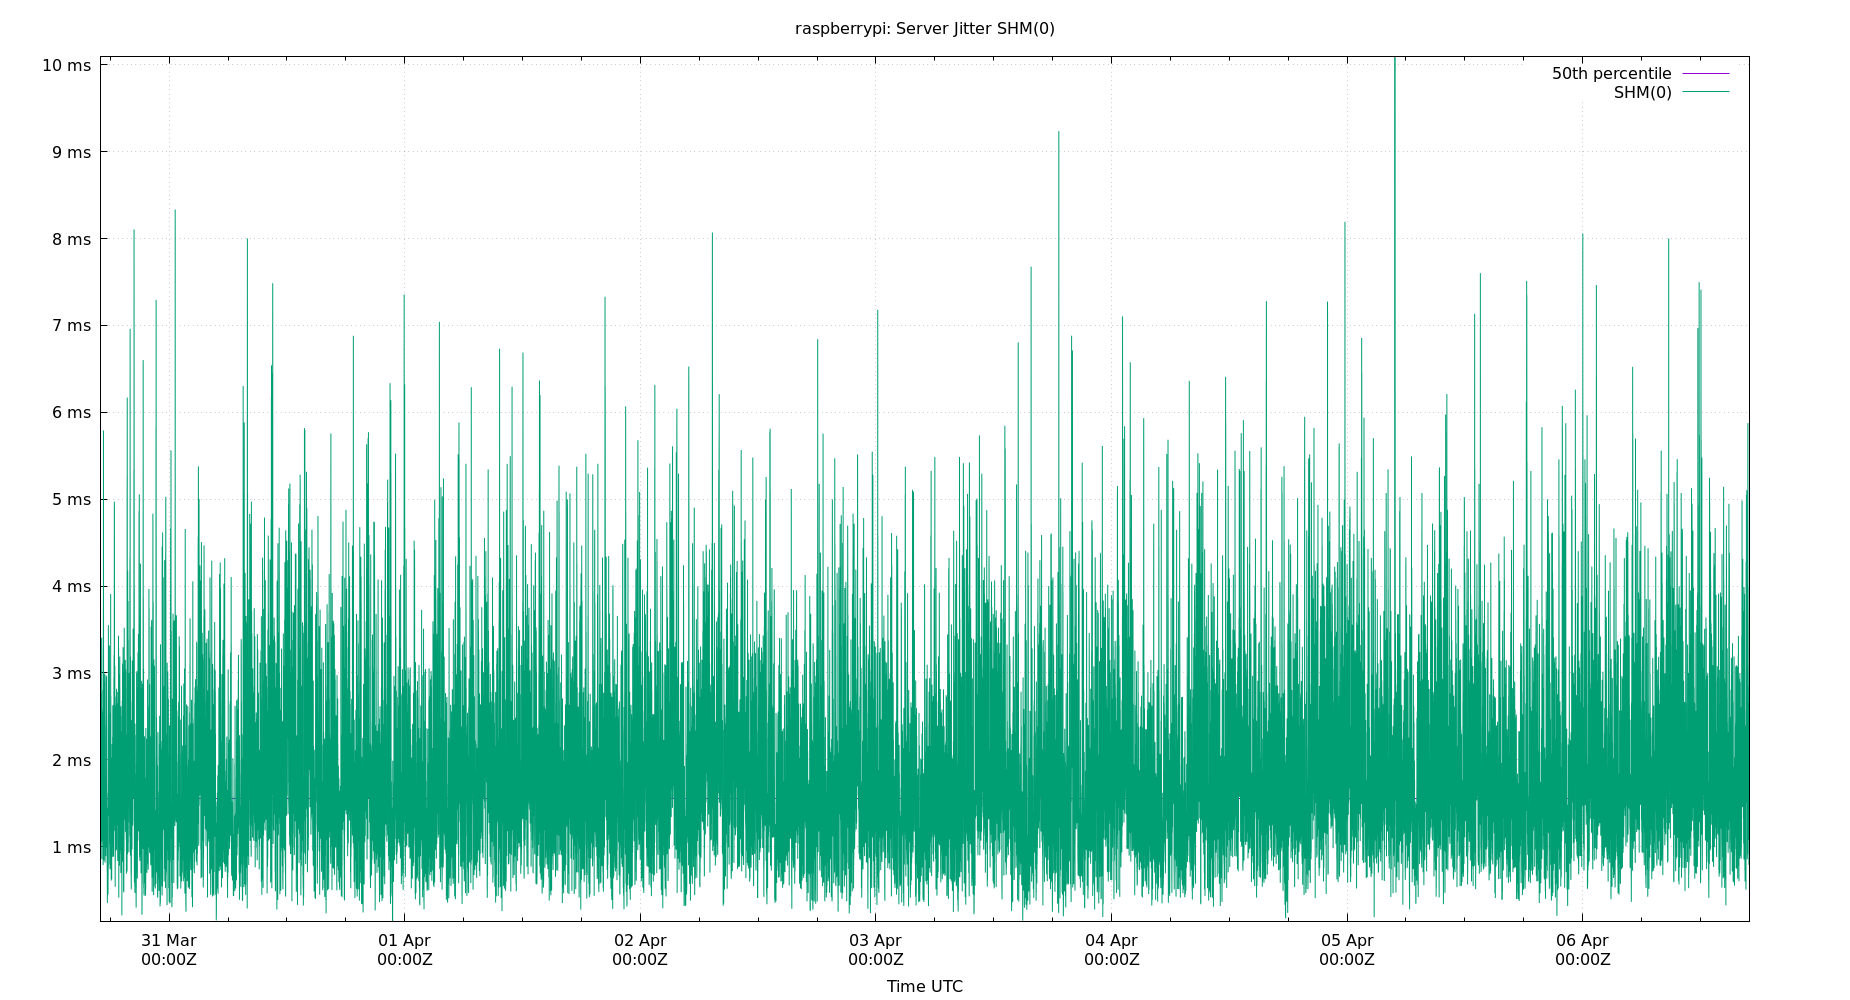 raspberrypi: Server Jitter SHM(0)
10 ms
9 ms
8 ms
7 ms
6 ms
5 ms
4 ms
3 ms
2 ms
1 ms
50th percentile
SHM(0)
31 Mar
00:00Z
01 Apr
00:00Z
02 Apr
00:00Z
03 Apr
00:00Z
04 Apr
00:00Z
05 Apr
00:00Z
06 Apr
00:00Z
Time UTC